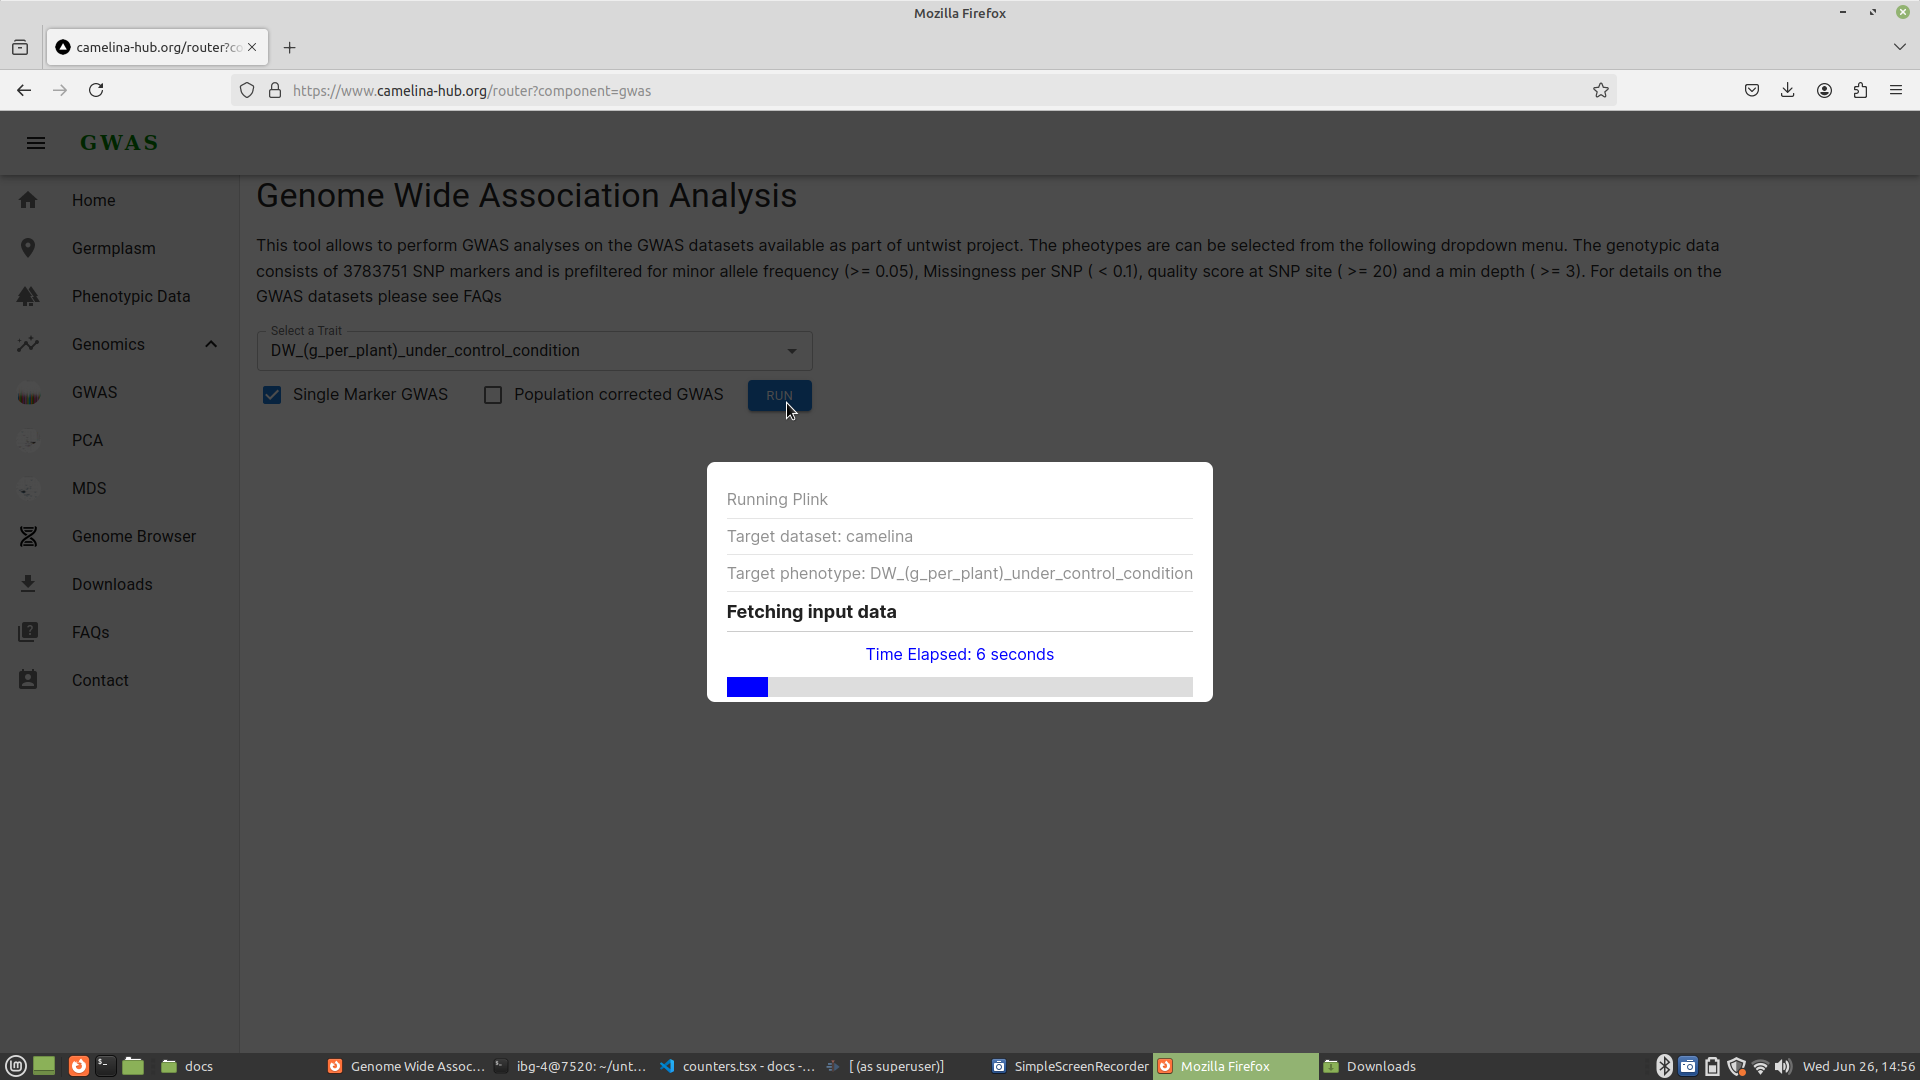 Mozilla Firefox
camelina-hub.org/router?co
https://www.camelina-hub.org/router?component=gwas
GWAS
Home
Germplasm
Phenotypic Data
Genomics
GWAS
PCA
MDS
Genome Browser
Downloads
FAQs
Contact
Genome Wide Association Analysis
This tool allows to perform GWAS analyses on the GWAS datasets available as part of untwist project. The pheotypes are can be selected from the following dropdown menu. The genotypic data
consists of 3783751 SNP markers and is prefiltered for minor allele frequency (>= 0.05), Missingness per SNP ( < 0.1), quality score at SNP site ( >= 20) and a min depth ( >= 3). For details on the
GWAS datasets please see FAQs
Select a Trait
DW_(g_per_plant)_under_control_condition
Single Marker GWAS Population corrected GWAS RUN
Running Plink
Target dataset: camelina
Target phenotype: DW_(g_per_plant)_under_control_condition
Fetching input data
Time Elapsed: 6 seconds
docs Genome Wide Assoc... ibg-4@7520: ~/unt... counters.tsx - docs -... [ (as superuser)] SimpleScreenRecorder Mozilla Firefox Downloads Wed Jun 26, 14:56